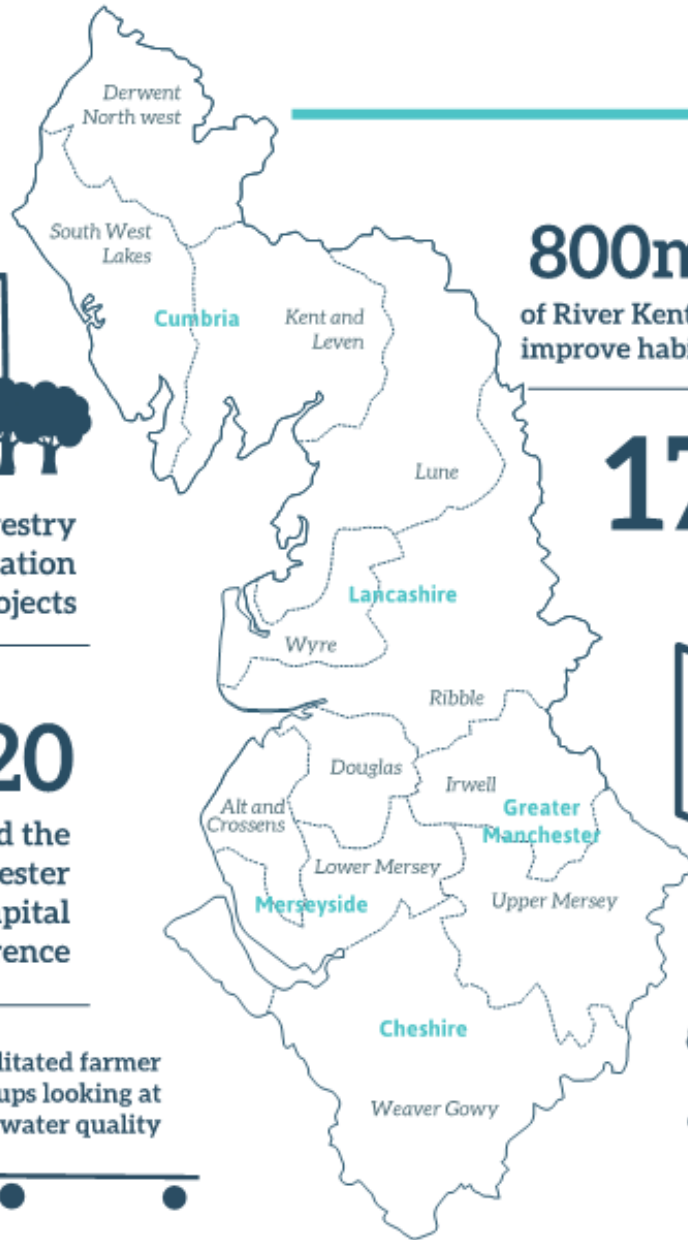 Derwent
North west
South West
Lakes
Cumbria
Kent and
Leven
800m
of River Kent
improve habi
Lune
17
estry
ation
ojects
Lancashire
Wyre
Ribble
20
Douglas
Irwell
Alt and
Crossens
Greater
Manchester
d the
ester
pital
rence
Lower Mersey
Merseyside
Upper Mersey
Cheshire
litated farmer
ups looking at
water quality
Weaver Gowy